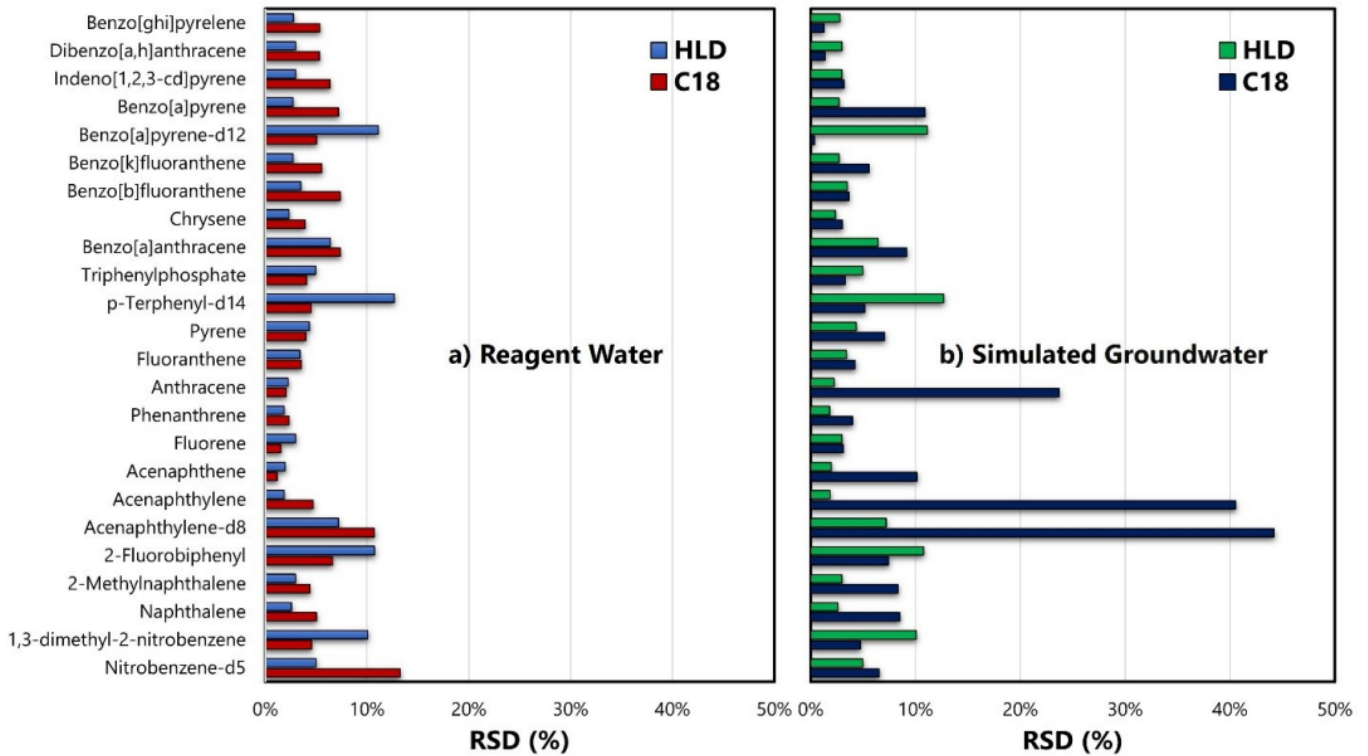 Benzo[ghi]pyrelene
Dibenzo[a,h]anthracene
Indeno[1,2,3-cd]pyrene
Benzo[a]pyrene
Benzo[a]pyrene-d12
Benzo[k]fluoranthene
Benzo[b]fluoranthene
Chrysene
Benzo[a]anthracene
Triphenylphosphate
p-Terphenyl-d14
Pyrene
Fluoranthene
Anthracene
Phenanthrene
Fluorene
Acenaphthene
Acenaphthylene
Acenaphthylene-d8
2-Fluorobiphenyl
2-Methylnaphthalene
Naphthalene
1,3-dimethyl-2-nitrobenzene
Nitrobenzene-d5
HLD
C18
a) Reagent Water
0% 10% 20% 30% 40% 50%
RSD (%)
HLD
C18
b) Simulated Groundwater
0% 10% 20% 30% 40% 50%
RSD (%)